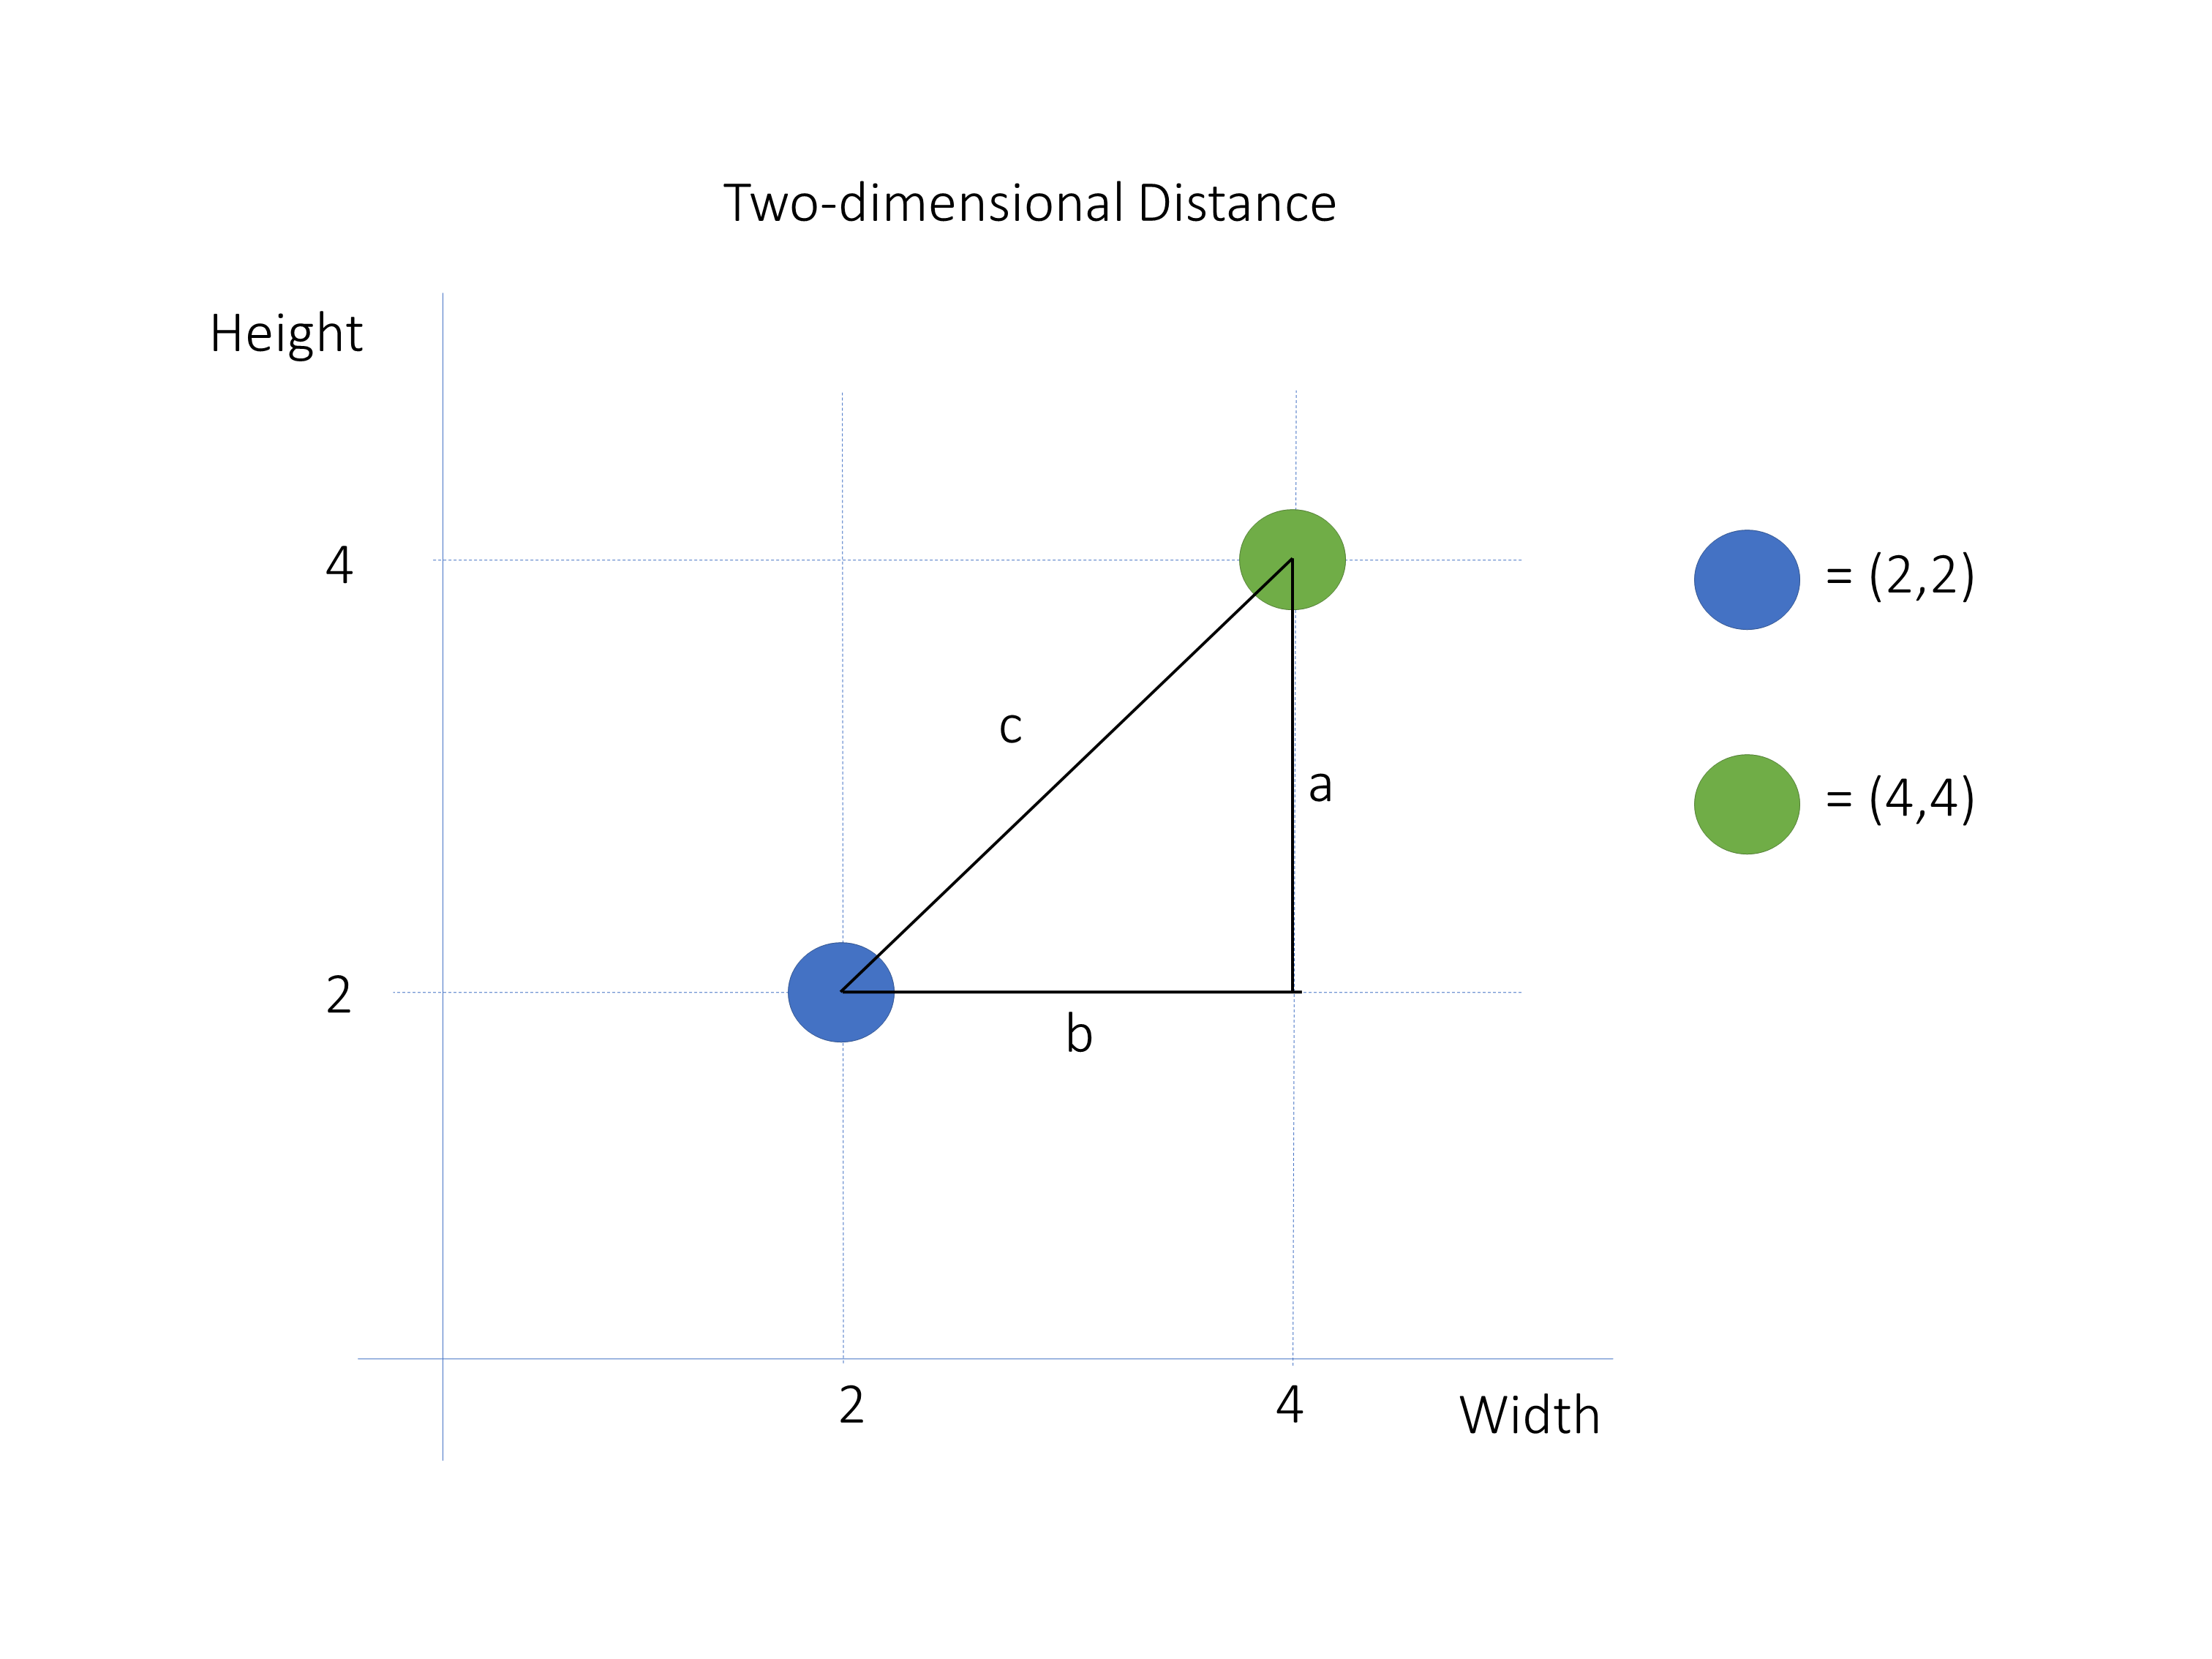 Two-dimensional Distance
Height
4
= (2,2)
c
a
= (4,4)
2
b
2
4
Width